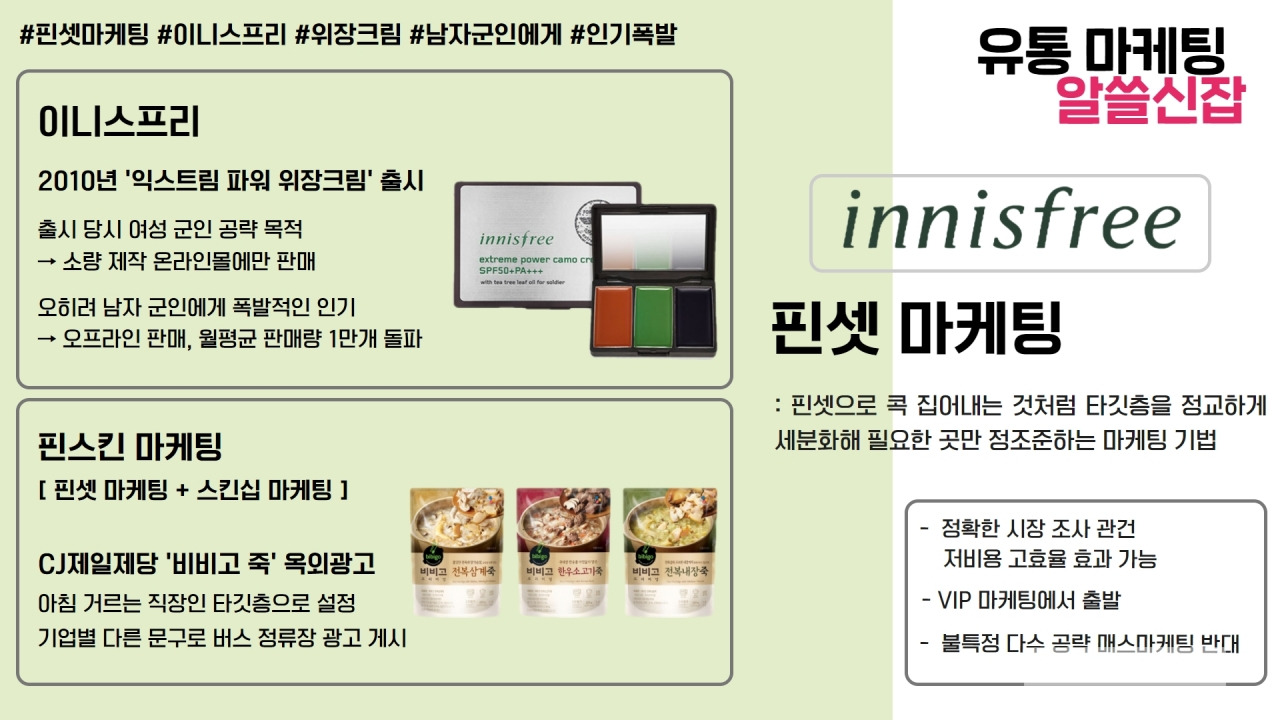 #핀셋마케팅 #이니스프리 #위장크림 #남자군인에게 #인기폭발
유통 마케팅
알쓸신잡
이니스프리
2010년 '익스트림 파워 위장크림' 출시
출시 당시 여성 군인 공략 목적
→ 소량 제작 온라인몰에만 판매
오히려 남자 군인에게 폭발적인 인기
→ 오프라인 판매, 월평균 판매량 1만개 돌파
innisfree
extreme power camo cre
SPF50+PA+++
with tea tree leaf oil for soldier
핀스킨 마케팅
[ 핀셋 마케팅 + 스킨십 마케팅 ]
CJ제일제당 '비비고 죽' 옥외광고
아침 거르는 직장인 타깃층으로 설정
기업별 다른 문구로 버스 정류장 광고 게시
bibigo
비비고 전복삼계죽
bibigo
비비고 한우소고기죽
bibigo
비비고 전복내장죽
innisfree
핀셋 마케팅
: 핀셋으로 콕 집어내는 것처럼 타깃층을 정교하게
세분화해 필요한 곳만 정조준하는 마케팅 기법
- 정확한 시장 조사 관건
저비용 고효율 효과 가능
- VIP 마케팅에서 출발
- 불특정 다수 공략 매스마케팅 반대